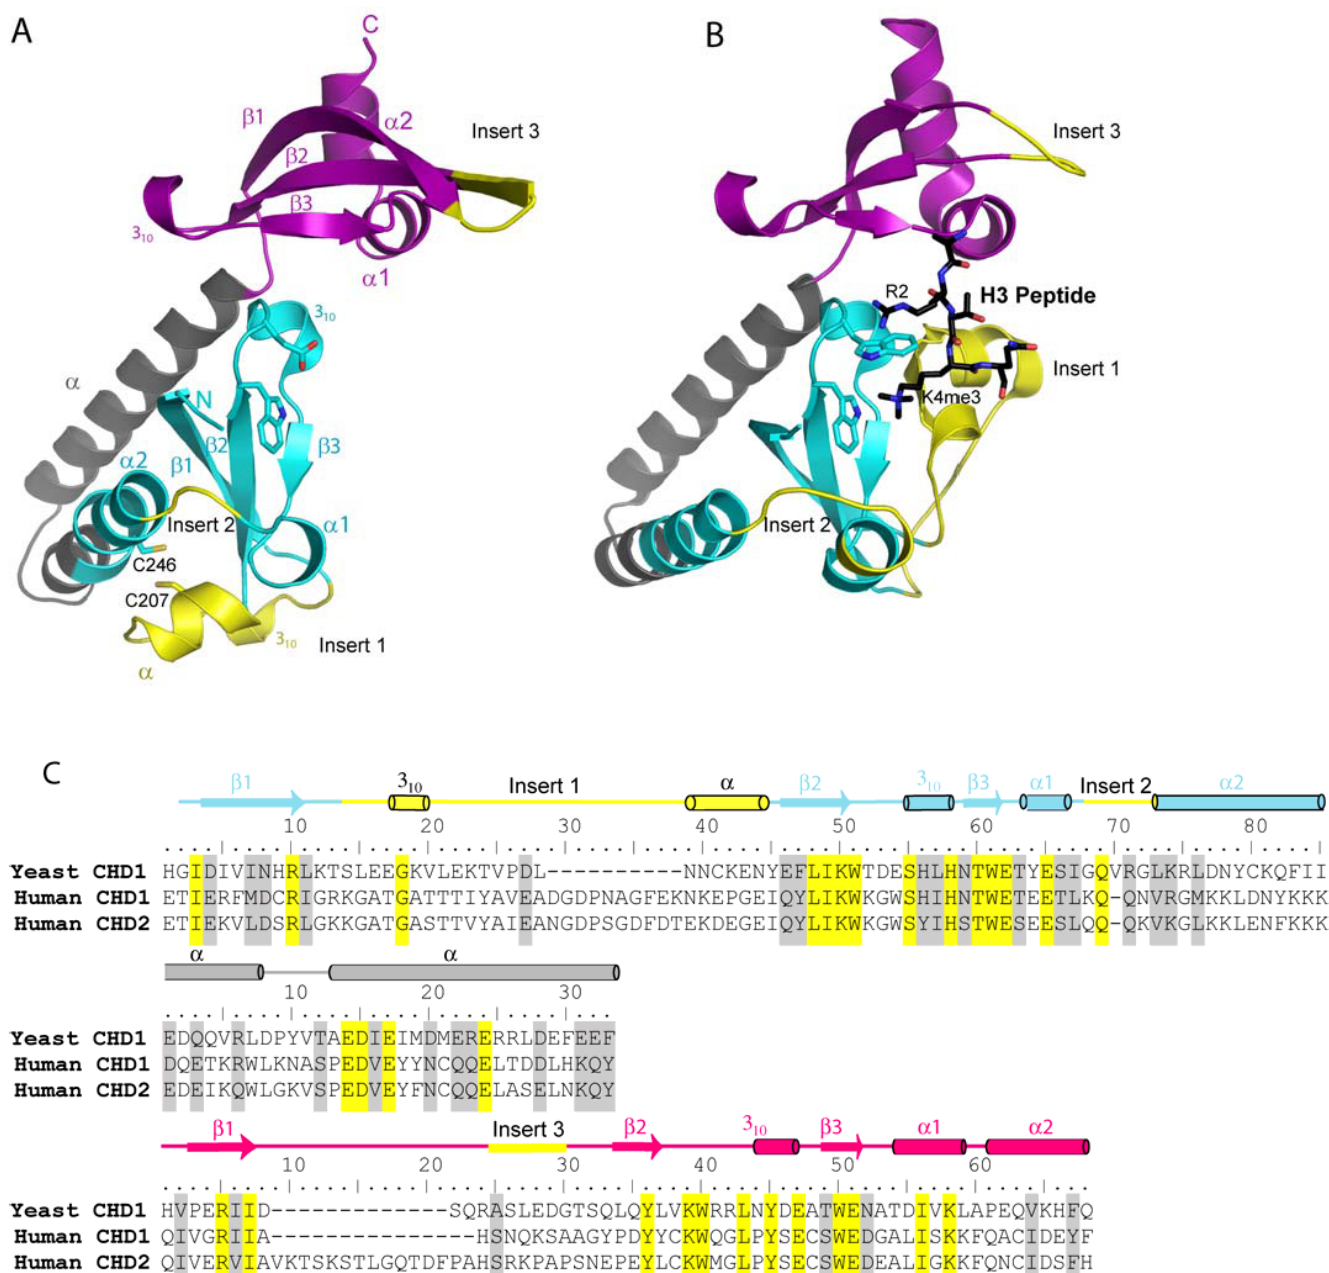 A
B
C
β1
α2
Insert 3
β2
β3
3₁₀
α1
3₁₀
α
N
β2
β3
α2
β1
Insert 2
α1
C246
C207
3₁₀
Insert 1
α
Insert 3
R2
H3 Peptide
Insert 1
K4me3
Insert 2
C
β1 3₁₀ Insert 1 α β2 3₁₀ β3 α1 Insert 2 α2
10 20 30 40 50 60 70 80
Yeast CHD1 HGIDIVINHRLKTSLEEGKVLEKTVPDL----------NNCKENYEFLIKWTDESHLHNTWETYESIGQVRGLKRLDNYCKQFII
Human CHD1 ETIERFMDCRIGRKGATGATTTIYAVEADGDPNAGFEKNKEPGEIQYLIKWKGWSHIHNTWETEETLKQ-QNVRGMKKLDNYKKK
Human CHD2 ETIEKVLDSRLGKKGATGASTTVYAIEANGDPSGDFDTEKDEGEIQYLIKWKGWSYIHSTWESEESLQQ-QKVKGLKKLENFKKK
α α
10 20 30
Yeast CHD1 EDQQVRLDPYVTAEDIEIMDMERERRLDEFEEF
Human CHD1 DQETKRWLKNASPEDVEYYNCQQELTDDLHKQY
Human CHD2 EDEIKQWLGKVSPEDVEYFNCQQELASELNKQY
β1 Insert 3 β2 3₁₀ β3 α1 α2
10 20 30 40 50 60
Yeast CHD1 HVPERIID-------------SQRASLEDGTSQLQYLVKWRRLNYDEATWENATDIVKLAPEQVKHFQ
Human CHD1 QIVGRIIA---------------HSNQKSAAGYPDYYCKWQGLPYSECSWEDGALISKKFQACIDEYF
Human CHD2 QIVERVIAVKTSKSTLGQTDFPAHSRKPAPSNEPEYLCKWMGLPYSECSWEDEALIGKKFQNCIDSFH